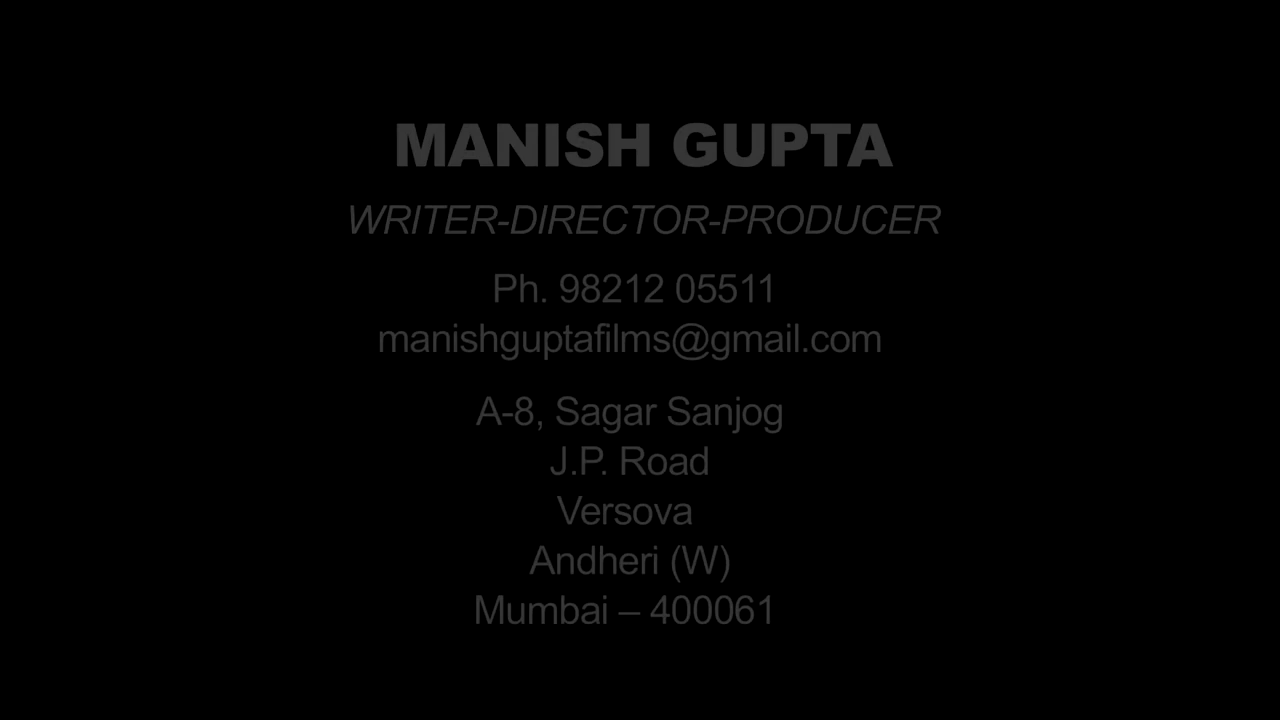 MANISH GUPTA
WRITER-DIRECTOR-PRODUCER
Ph. 98212 05511
manishguptafilms@gmail.com
A-8, Sagar Sanjog
J.P. Road
Versova
Andheri (W)
Mumbai – 400061